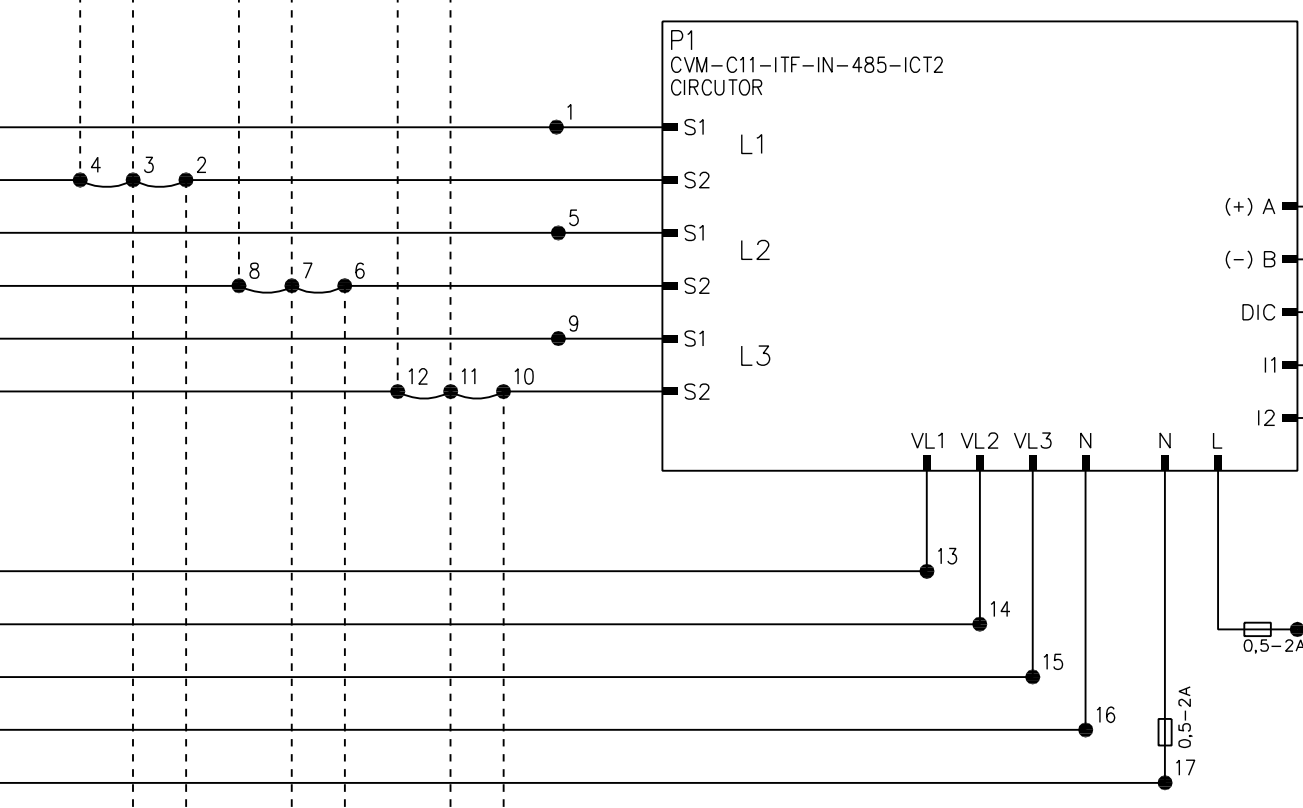 P1
CVM-C11-ITF-IN-485-ICT2
CIRCUTOR
1
S1
L1
4 3 2
S2
(+) A
5
S1
L2
(-) B
8 7 6
S2
DIC
9
S1
L3
I1
12 11 10
S2
I2
VL1 VL2 VL3 N N L
13
14
0,5-2A
15
16
0,5-2A
17